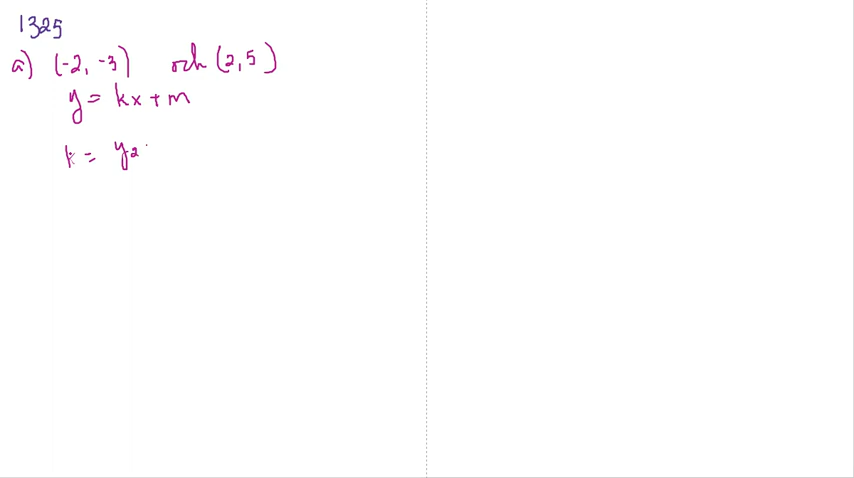 1325
a) (-2, -3) och (2, 5)
y = kx + m
k = y₂